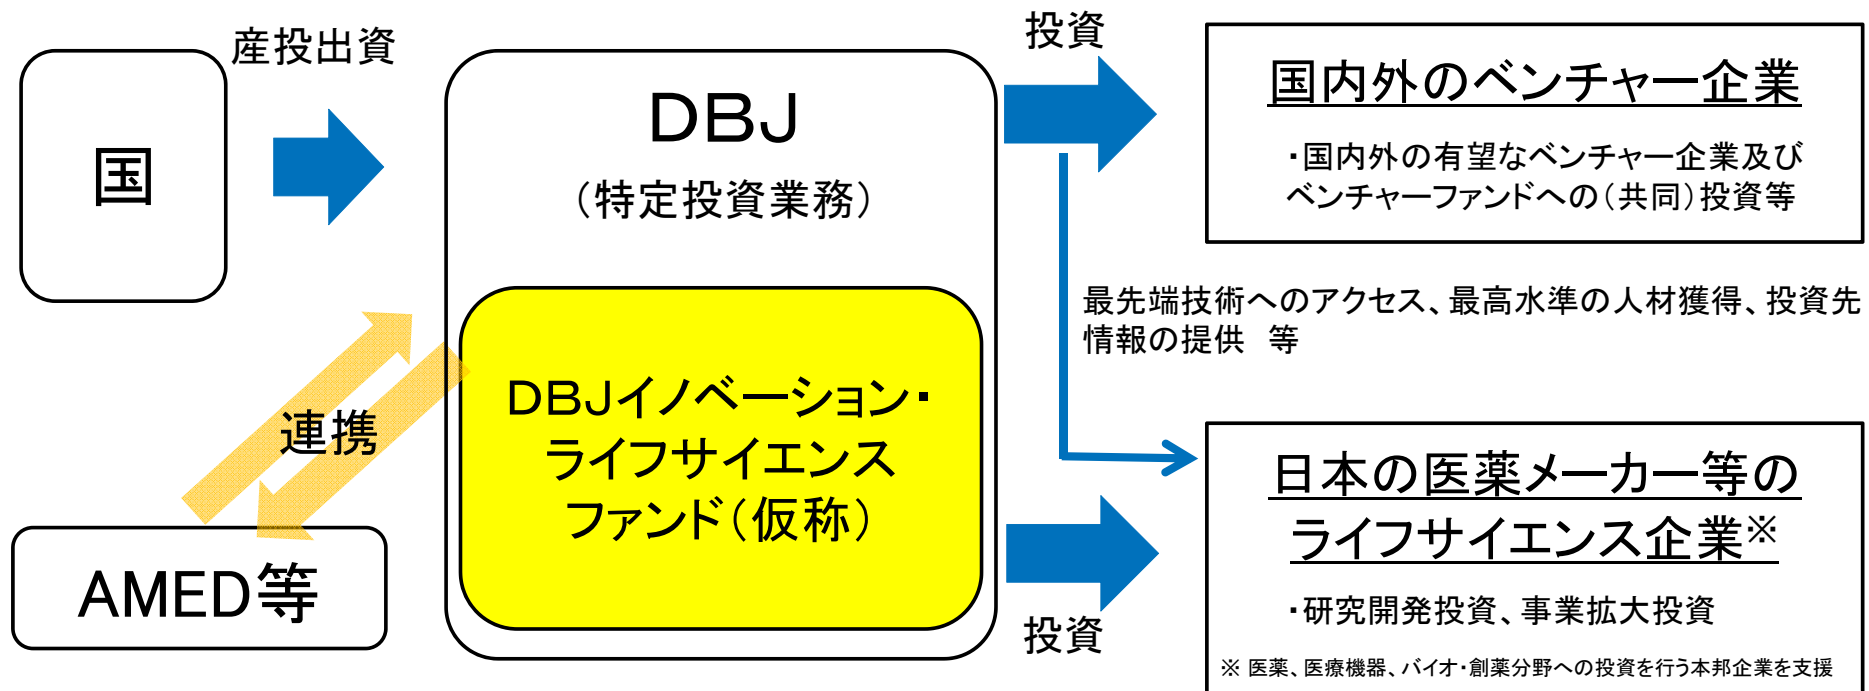 国
産投出資
DBJ
（特定投資業務）
DBJイノベーション・
ライフサイエンス
ファンド（仮称）
連携
AMED等
投資
国内外のベンチャー企業
・国内外の有望なベンチャー企業及び
ベンチャーファンドへの（共同）投資等
最先端技術へのアクセス、最高水準の人材獲得、投資先
情報の提供　等
投資
日本の医薬メーカー等の
ライフサイエンス企業※
・研究開発投資、事業拡大投資
※ 医薬、医療機器、バイオ・創薬分野への投資を行う本邦企業を支援